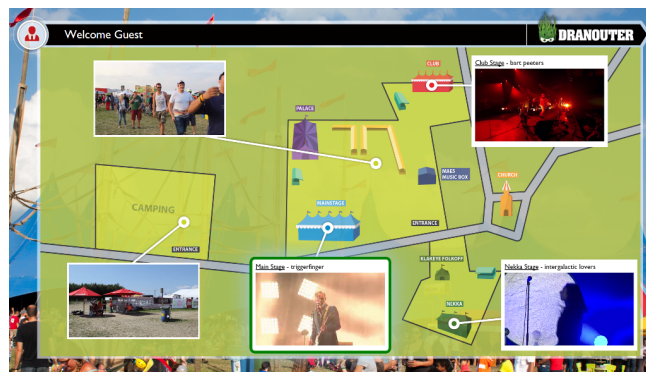 Welcome Guest
DRANOUTER
CLUB
Club Stage - bart peeters
PALACE
MAES
MUSIC BOX
CHURCH
CAMPING
MAINSTAGE
ENTRANCE
ENTRANCE
KLAKEYE FOLKOFF
Main Stage - triggerfinger
Nekka Stage - intergalactic lovers
NEKKA